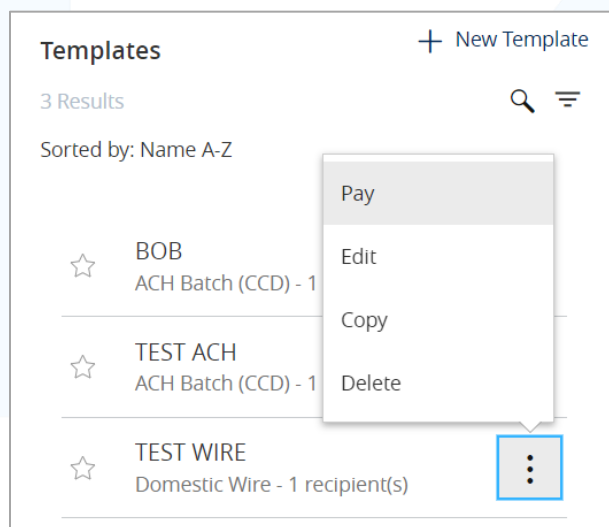 Templates
+ New Template
3 Results
Sorted by: Name A-Z
Pay
Edit
Copy
Delete
BOB
ACH Batch (CCD) - 1
TEST ACH
ACH Batch (CCD) - 1
TEST WIRE
Domestic Wire - 1 recipient(s)